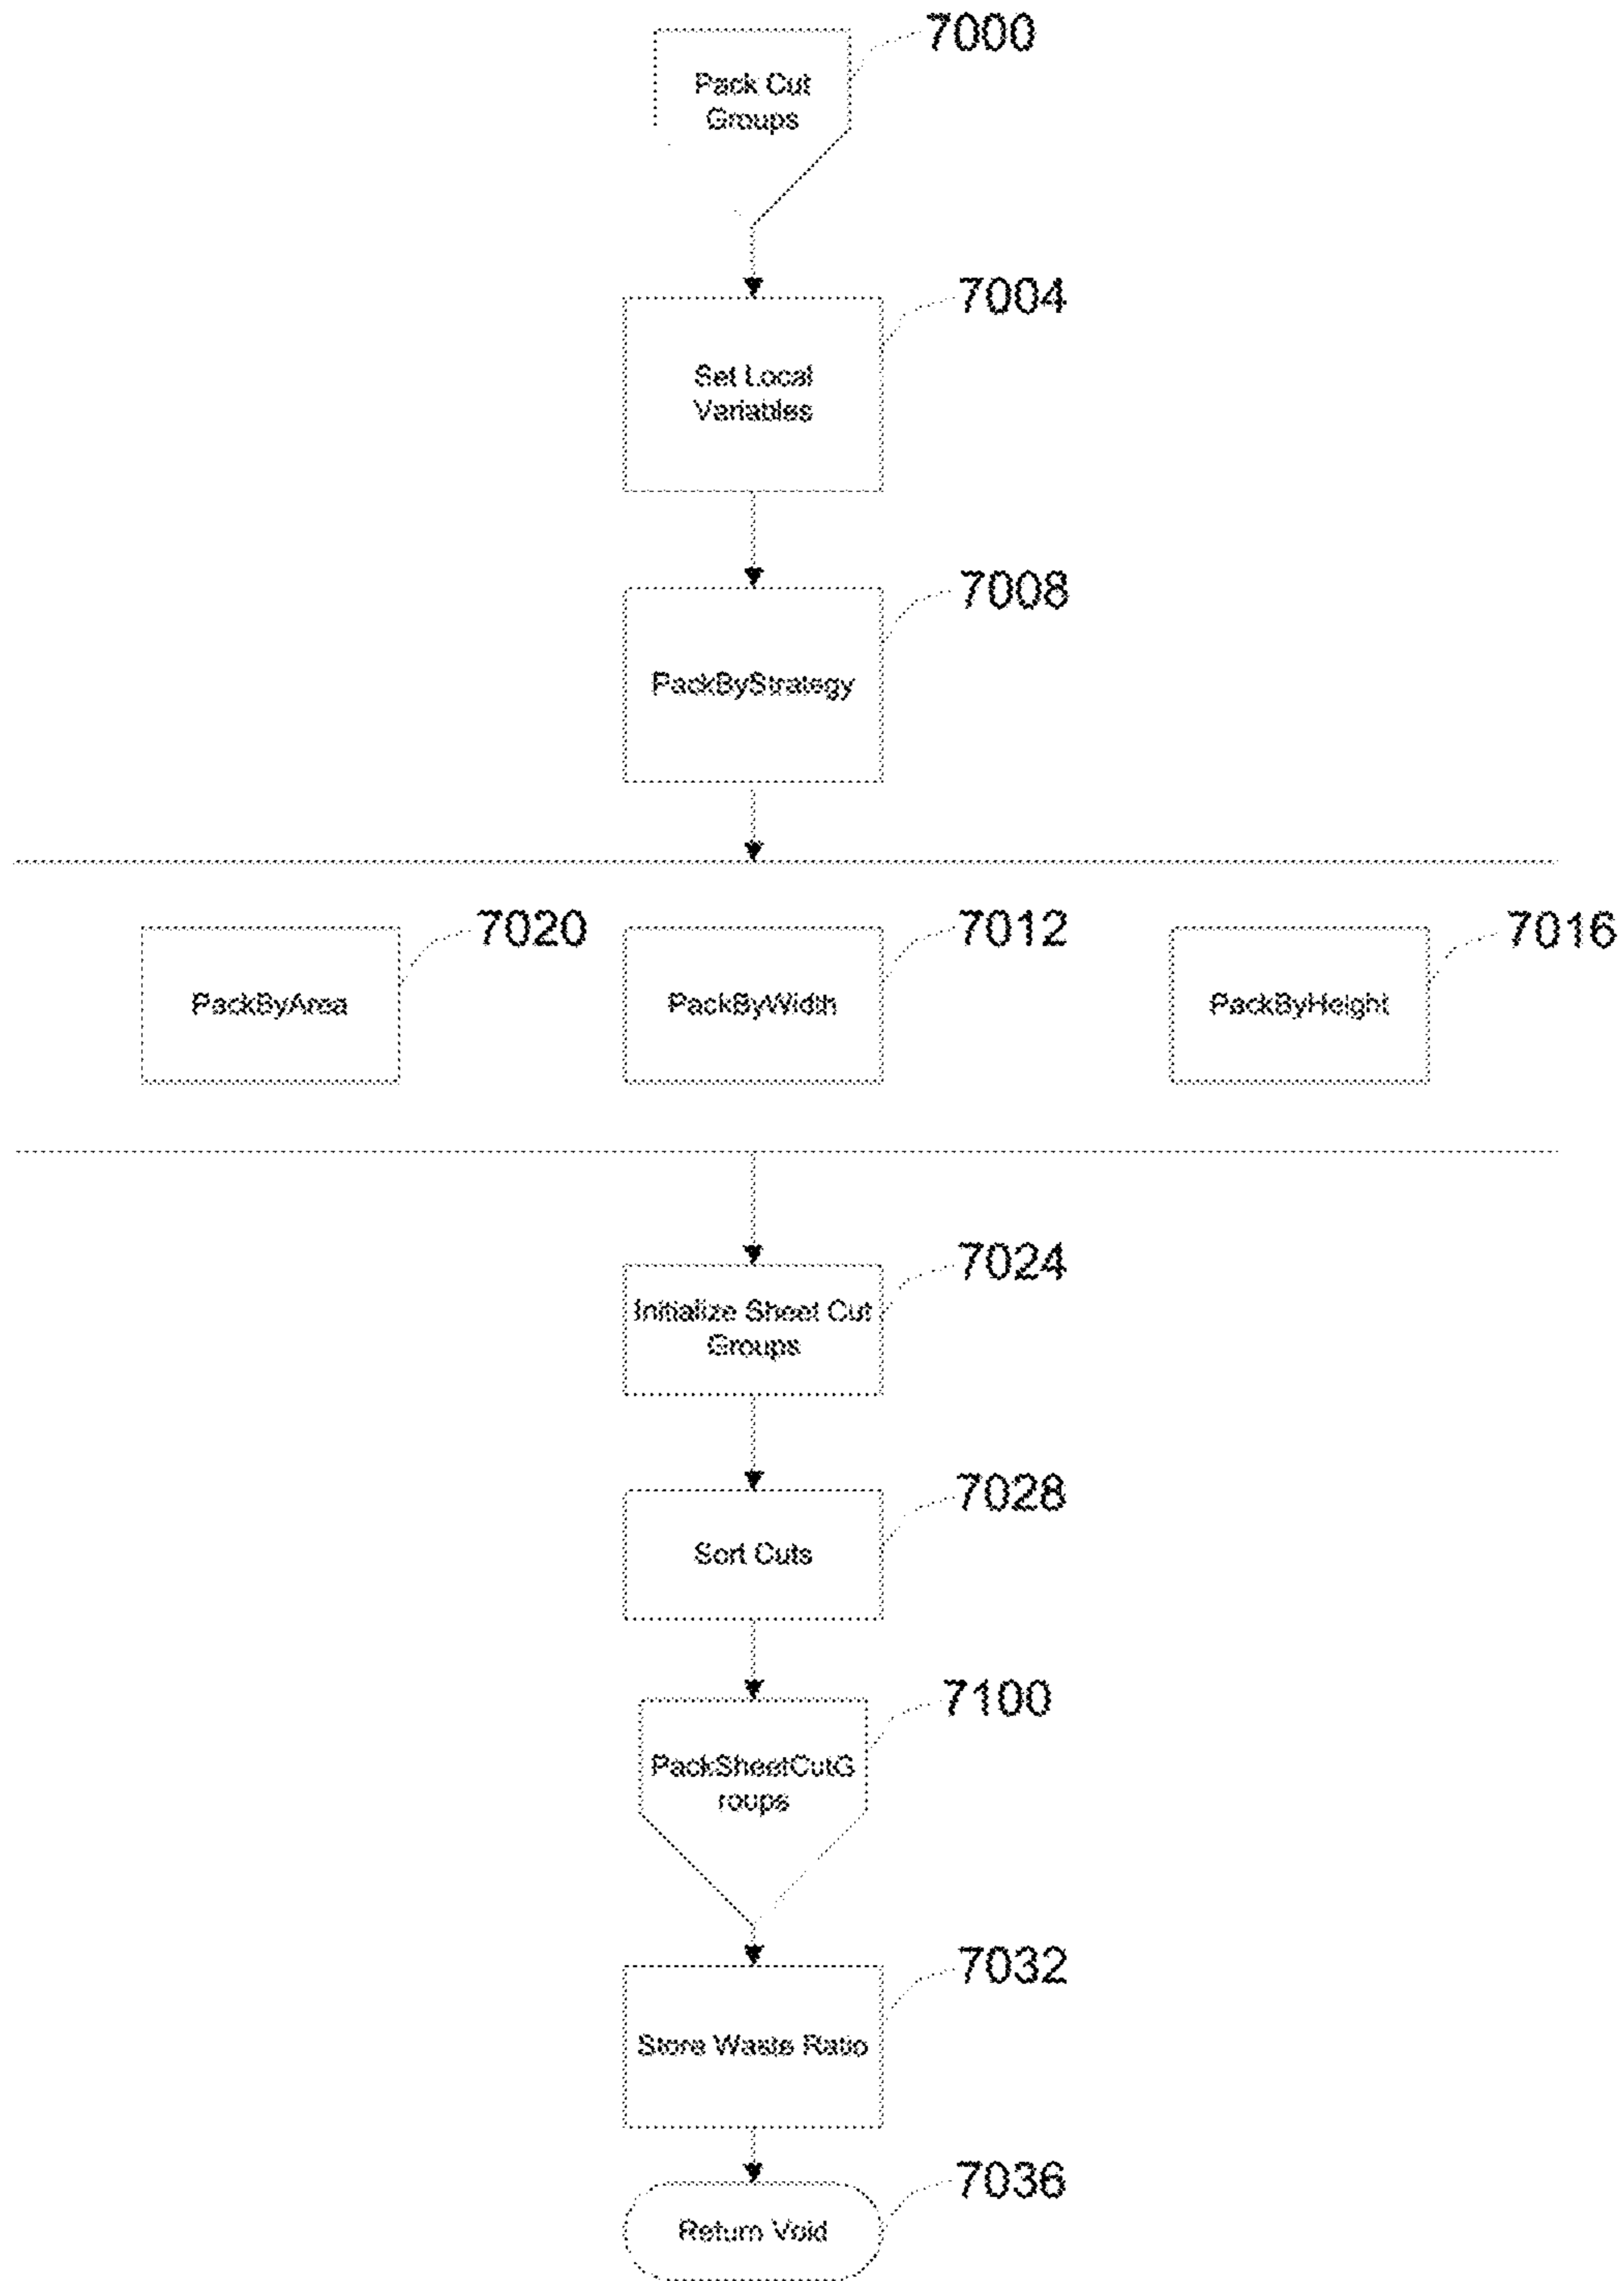 7000
Pack Cut
Groups
7004
Set Local
Variables
7008
PackByStrategy
7020
7012
7016
PackByArea
PackByWidth
PackByHeight
7024
Initialize Sheet Cut
Groups
7028
Sort Cuts
7100
PackSheetCutG
roups
7032
Store Waste Ratio
7036
Return Void